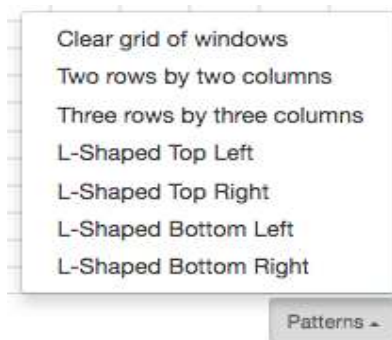 Clear grid of windows
Two rows by two columns
Three rows by three columns
L-Shaped Top Left
L-Shaped Top Right
L-Shaped Bottom Left
L-Shaped Bottom Right
Patterns